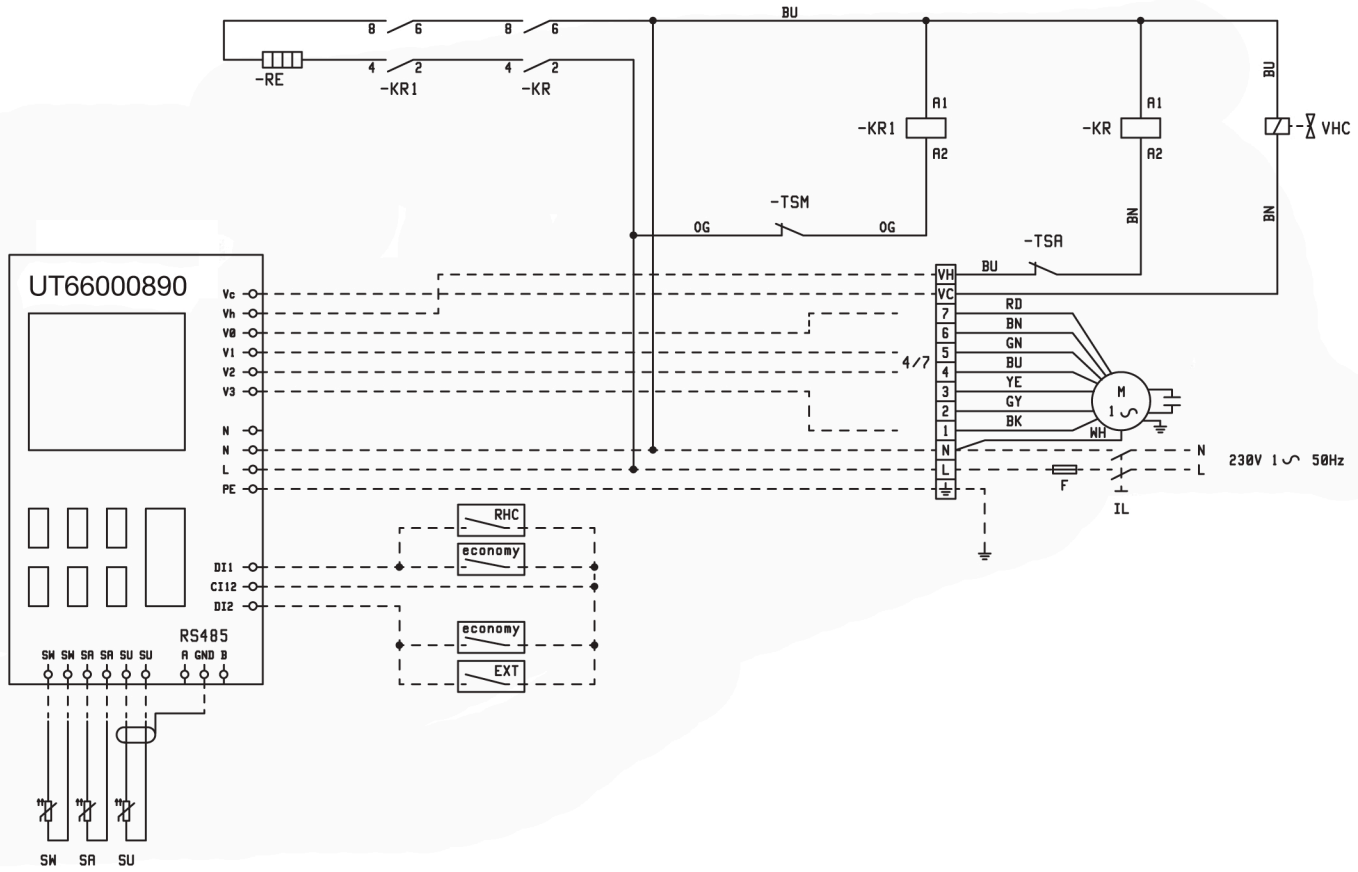 BU
8 6 8 6
4 2 4 2
-RE
-KR1 -KR
BU
A1 A1
-KR1 -KR VHC
A2 A2
-TSM
OG OG
BN BN
-TSA
BU
UT66000890
Vc
Vh
V0
V1
V2
V3
N
N
L
PE
4/7
VH
VC
7
6
5
4
3
2
1
N
L
RD
BN
GN
BU
YE
GY
BK
WH
M
1
N
L
230V 1 50Hz
F
IL
RHC
economy
economy
EXT
DI1
CI12
DI2
RS485
SW SW SA SA SU SU A GND B
SW SA SU